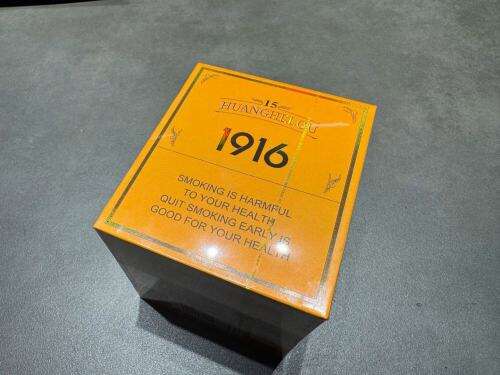 15
HUANGHELOU
1916
SMOKING IS HARMFUL
TO YOUR HEALTH
QUIT SMOKING EARLY IS
GOOD FOR YOUR HEALTH